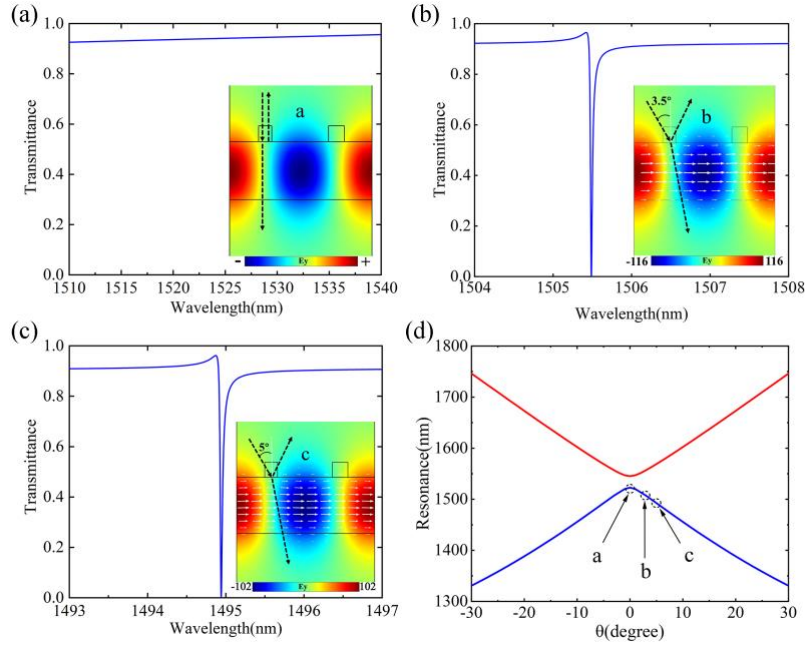 (a)
1.0
0.8
0.6
0.4
0.2
0.0
Transmittance
1510 1515 1520 1525 1530 1535 1540
Wavelength(nm)
a
- Ey +
(b)
1.0
0.8
0.6
0.4
0.2
0.0
Transmittance
1504 1505 1506 1507 1508
Wavelength(nm)
3.5°
b
-116 Ey 116
(c)
1.0
0.8
0.6
0.4
0.2
0.0
Transmittance
1493 1494 1495 1496 1497
Wavelength(nm)
5°
c
-102 Ey 102
(d)
1800
1700
1600
1500
1400
1300
Resonance(nm)
a
b
c
-30 -20 -10 0 10 20 30
θ(degree)